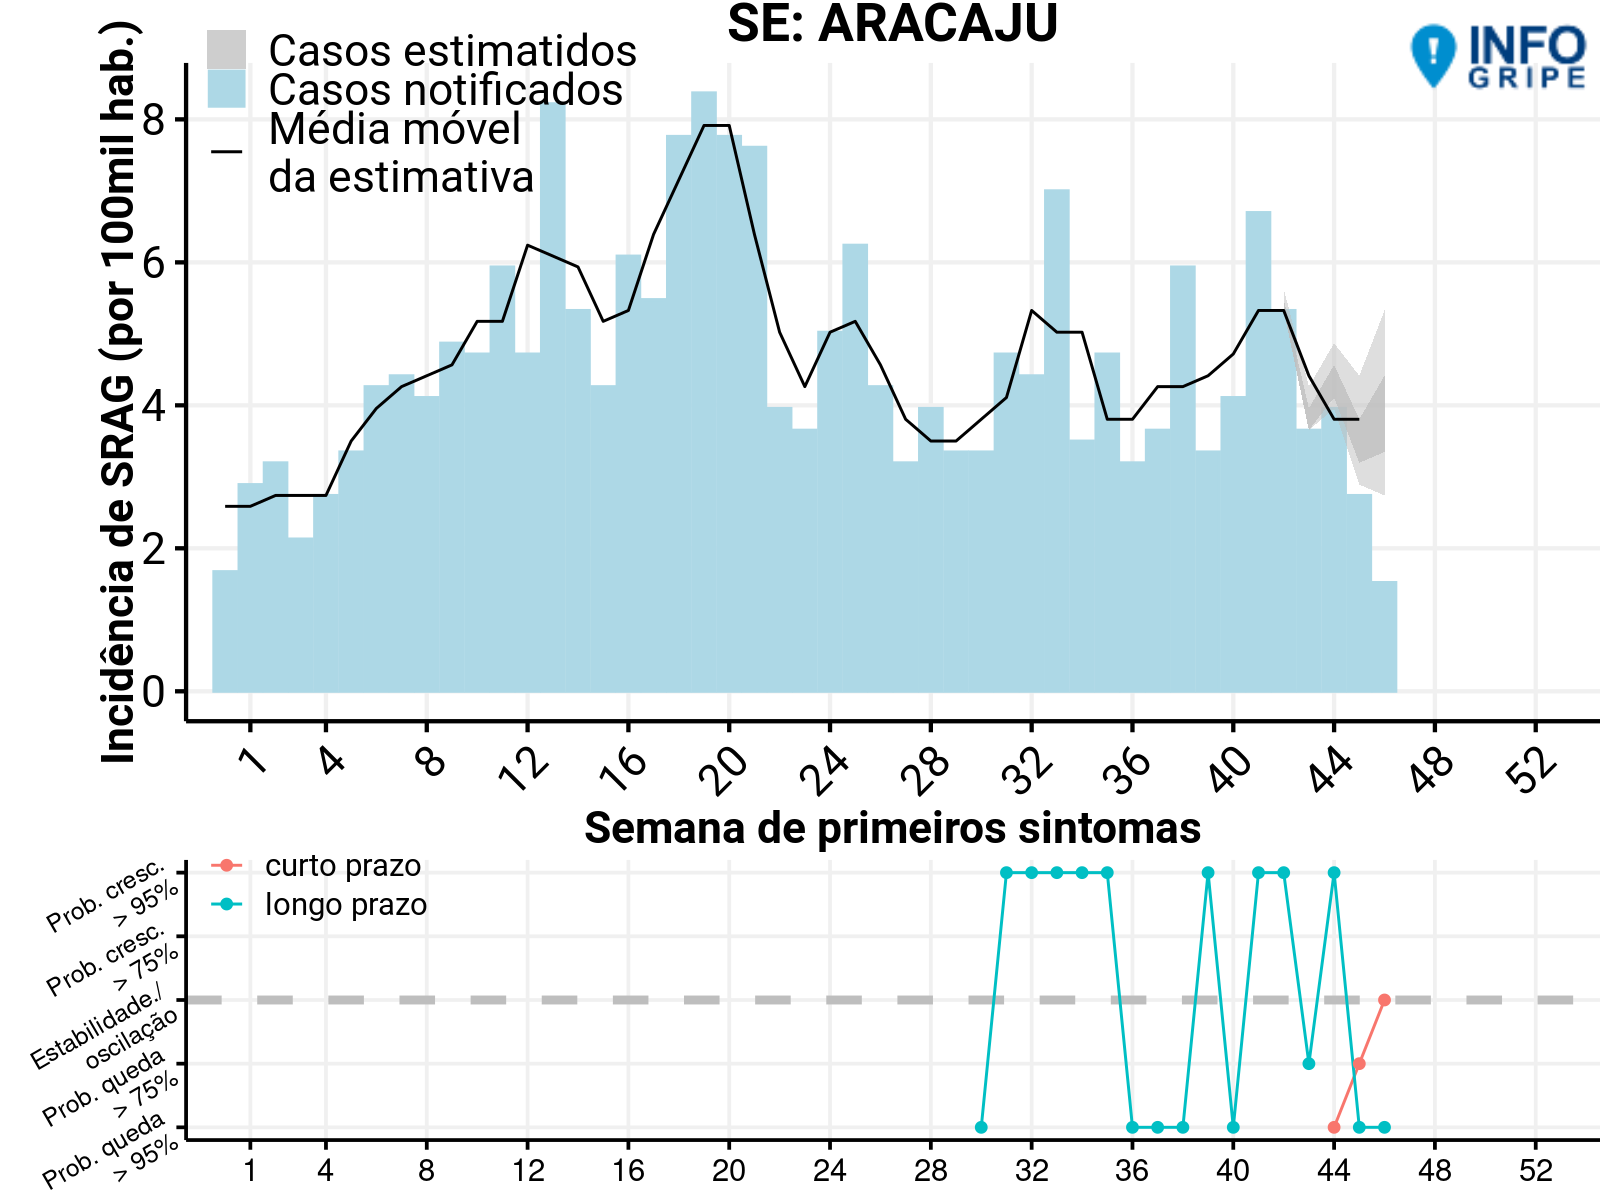 SE: ARACAJU
INFO
GRIPE
Casos estimatidos
Casos notificados
Média móvel
da estimativa
Incidência de SRAG (por 100mil hab.)
8
6
4
2
0
1 4 8 12 16 20 24 28 32 36 40 44 48 52
Semana de primeiros sintomas
curto prazo
longo prazo
Prob. cresc.
> 95%
Prob. cresc.
> 75%
Estabilidade./
oscilação
Prob. queda
> 75%
Prob. queda
> 95%
1 4 8 12 16 20 24 28 32 36 40 44 48 52